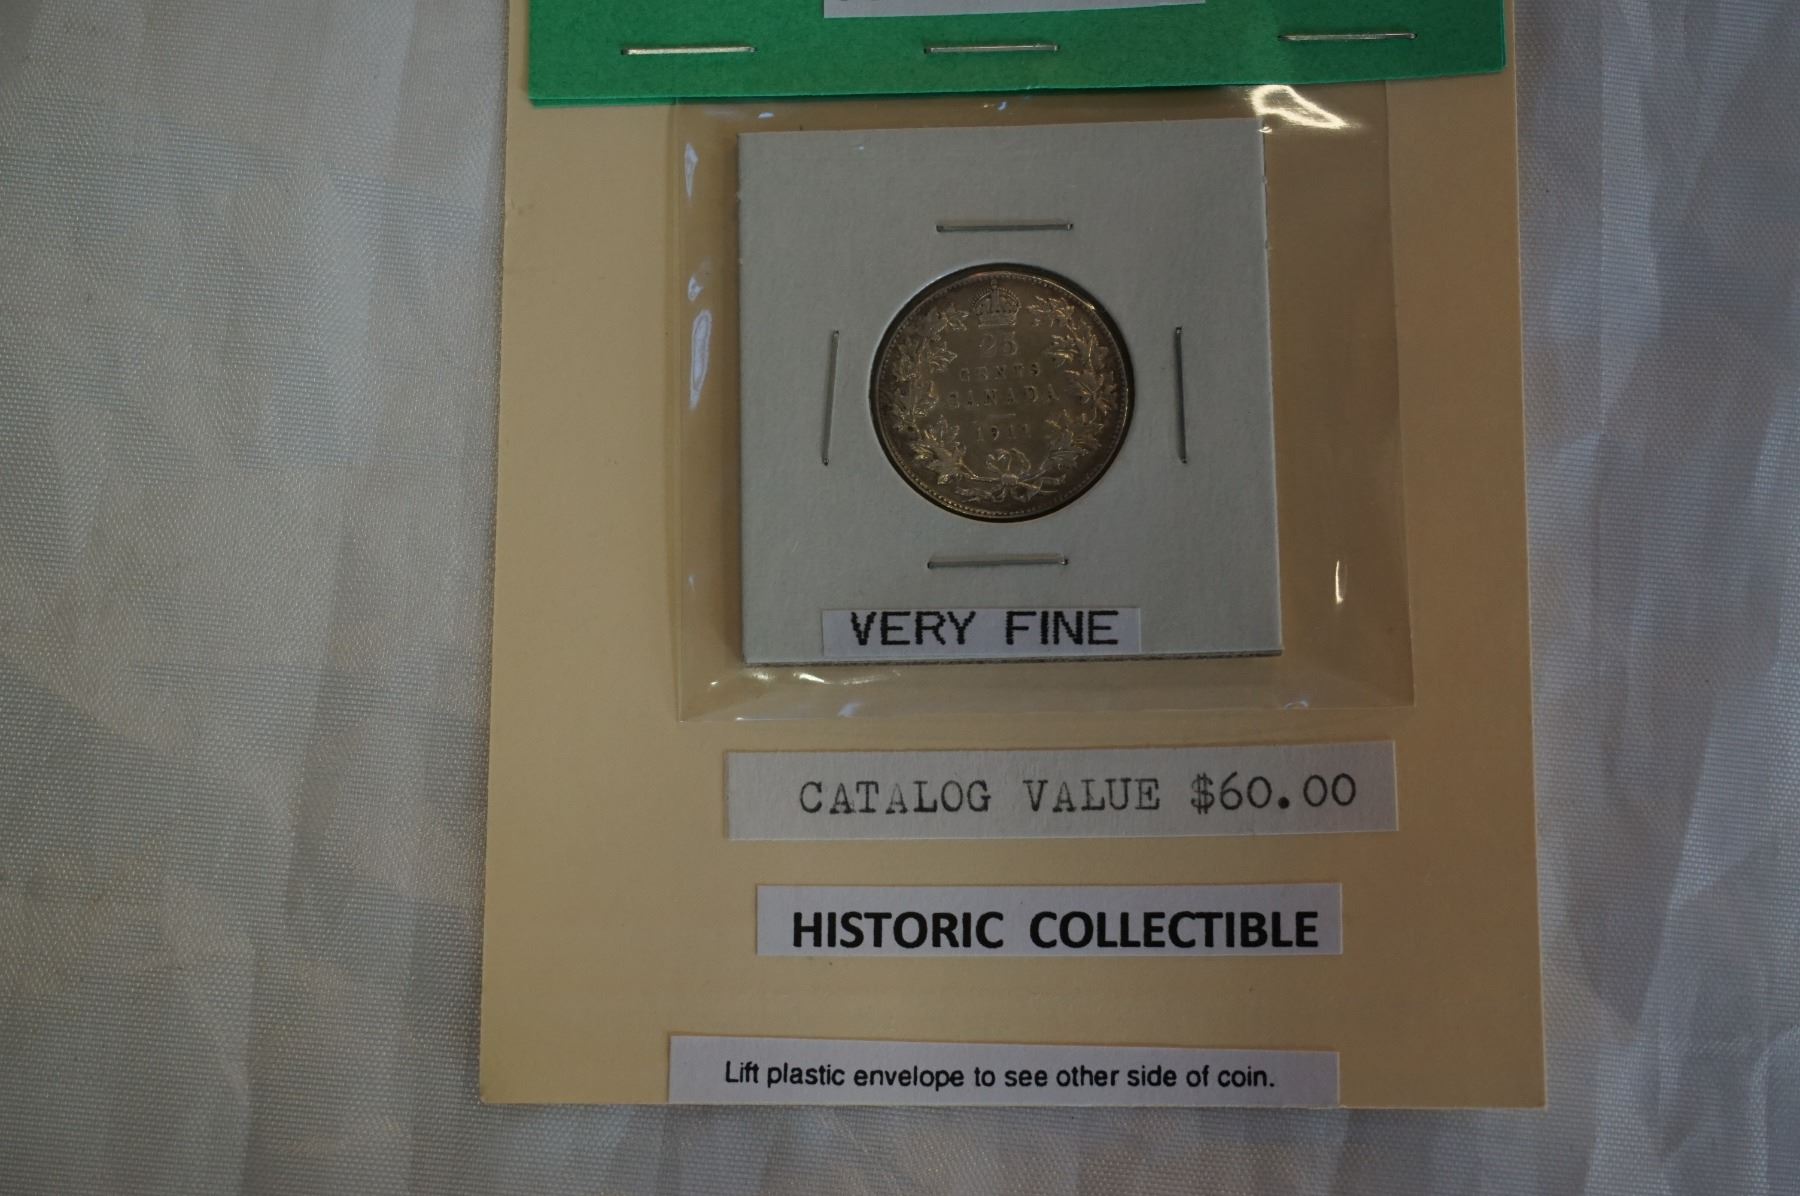 25
CENTS
CANADA
1911
VERY FINE
CATALOG VALUE $60.00
HISTORIC COLLECTIBLE
Lift plastic envelope to see other side of coin.